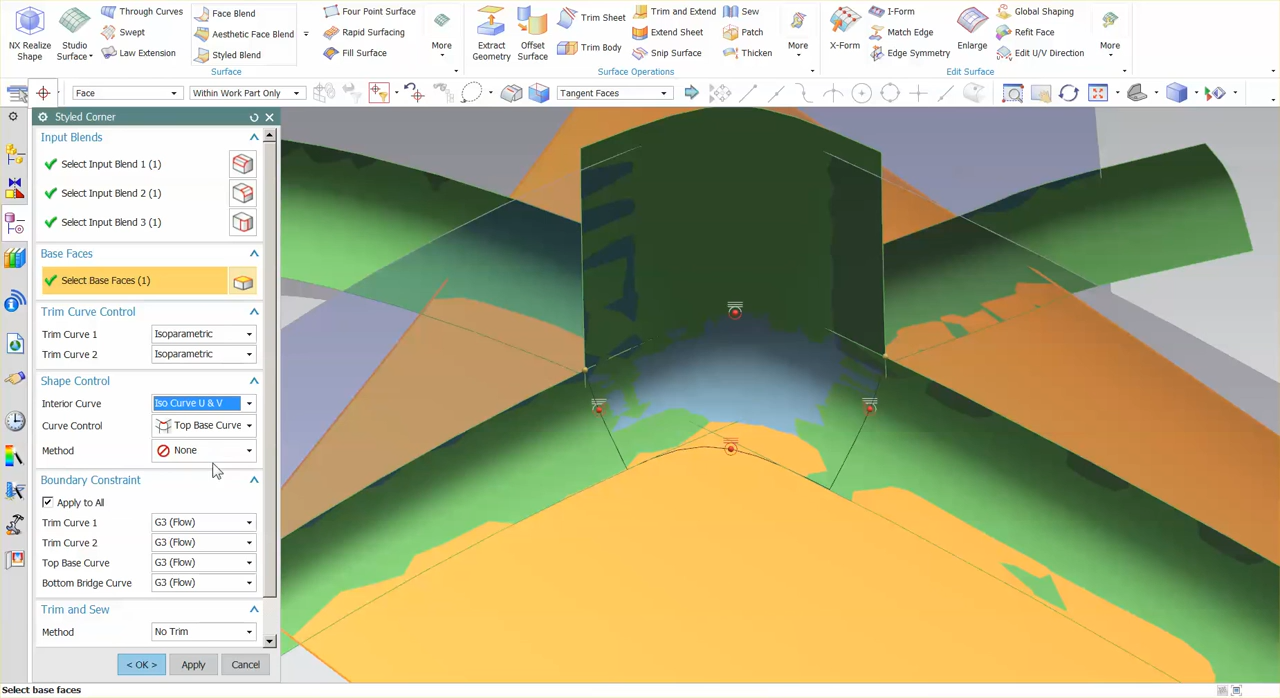 NX Realize
Shape
Studio
Surface
Through Curves
Swept
Law Extension
Face Blend
Aesthetic Face Blend
Styled Blend
Four Point Surface
Rapid Surfacing
Fill Surface
More
Surface
Extract
Geometry
Offset
Surface
Trim Sheet
Trim Body
Trim and Extend
Extend Sheet
Snip Surface
Sew
Patch
Thicken
More
Surface Operations
X-Form
I-Form
Match Edge
Edge Symmetry
Enlarge
Global Shaping
Refit Face
Edit U/V Direction
More
Edit Surface
Face
Within Work Part Only
Tangent Faces
Styled Corner
Input Blends
Select Input Blend 1 (1)
Select Input Blend 2 (1)
Select Input Blend 3 (1)
Base Faces
Select Base Faces (1)
Trim Curve Control
Trim Curve 1 Isoparametric
Trim Curve 2 Isoparametric
Shape Control
Interior Curve Iso Curve U & V
Curve Control Top Base Curve
Method None
Boundary Constraint
Apply to All
Trim Curve 1 G3 (Flow)
Trim Curve 2 G3 (Flow)
Top Base Curve G3 (Flow)
Bottom Bridge Curve G3 (Flow)
Trim and Sew
Method No Trim
< OK > Apply Cancel
Select base faces